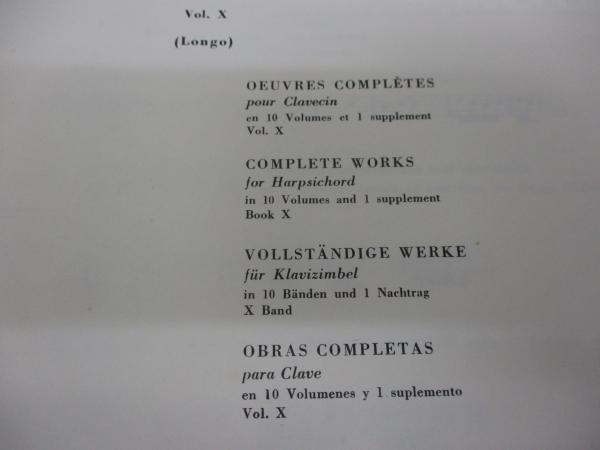 Vol. X
(Longo)
OEUVRES COMPLÈTES
pour Clavecin
en 10 Volumes et 1 supplement
Vol. X
COMPLETE WORKS
for Harpsichord
in 10 Volumes and 1 supplement
Book X
VOLLSTÄNDIGE WERKE
für Klavizimbel
in 10 Bänden und 1 Nachtrag
X Band
OBRAS COMPLETAS
para Clave
en 10 Volumenes y 1 suplemento
Vol. X